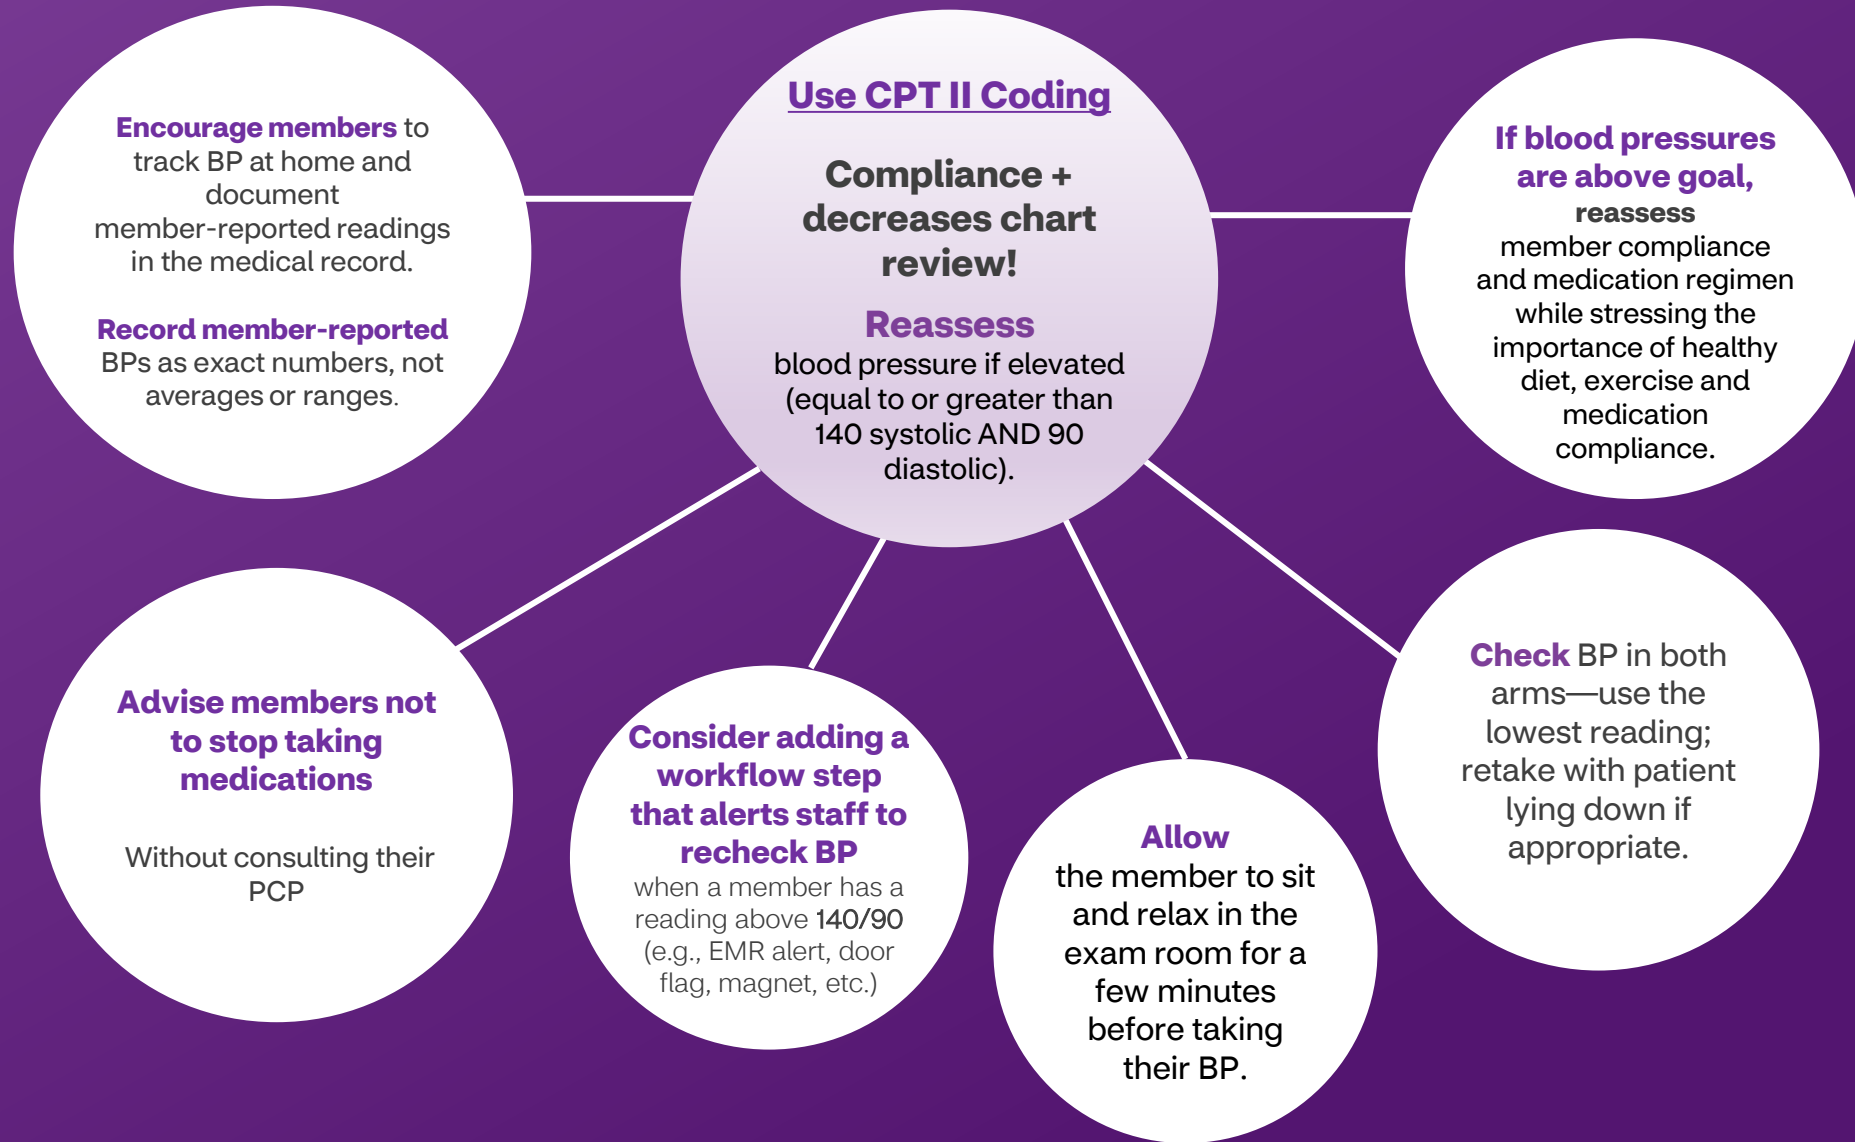 Encourage members to
track BP at home and
document
member-reported readings
in the medical record.
Record member-reported
BPs as exact numbers, not
averages or ranges.
Use CPT II Coding
Compliance +
decreases chart
review!
Reassess
blood pressure if elevated
(equal to or greater than
140 systolic AND 90
diastolic).
If blood pressures
are above goal,
reassess
member compliance
and medication regimen
while stressing the
importance of healthy
diet, exercise and
medication
compliance.
Advise members not
to stop taking
medications
Without consulting their
PCP
Consider adding a
workflow step
that alerts staff to
recheck BP
when a member has a
reading above 140/90
(e.g., EMR alert, door
flag, magnet, etc.)
Allow
the member to sit
and relax in the
exam room for a
few minutes
before taking
their BP.
Check BP in both
arms—use the
lowest reading;
retake with patient
lying down if
appropriate.